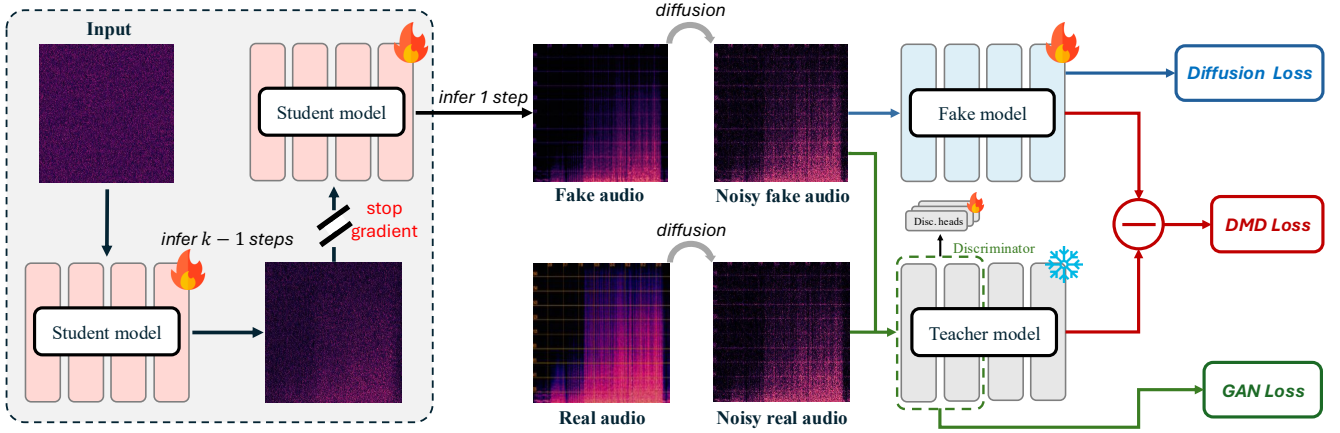 Input
Student model
infer k − 1 steps
stop
gradient
Student model
infer 1 step
diffusion
Fake audio
Noisy fake audio
diffusion
Real audio
Noisy real audio
Fake model
Disc. heads
Discriminator
Teacher model
Diffusion Loss
DMD Loss
GAN Loss